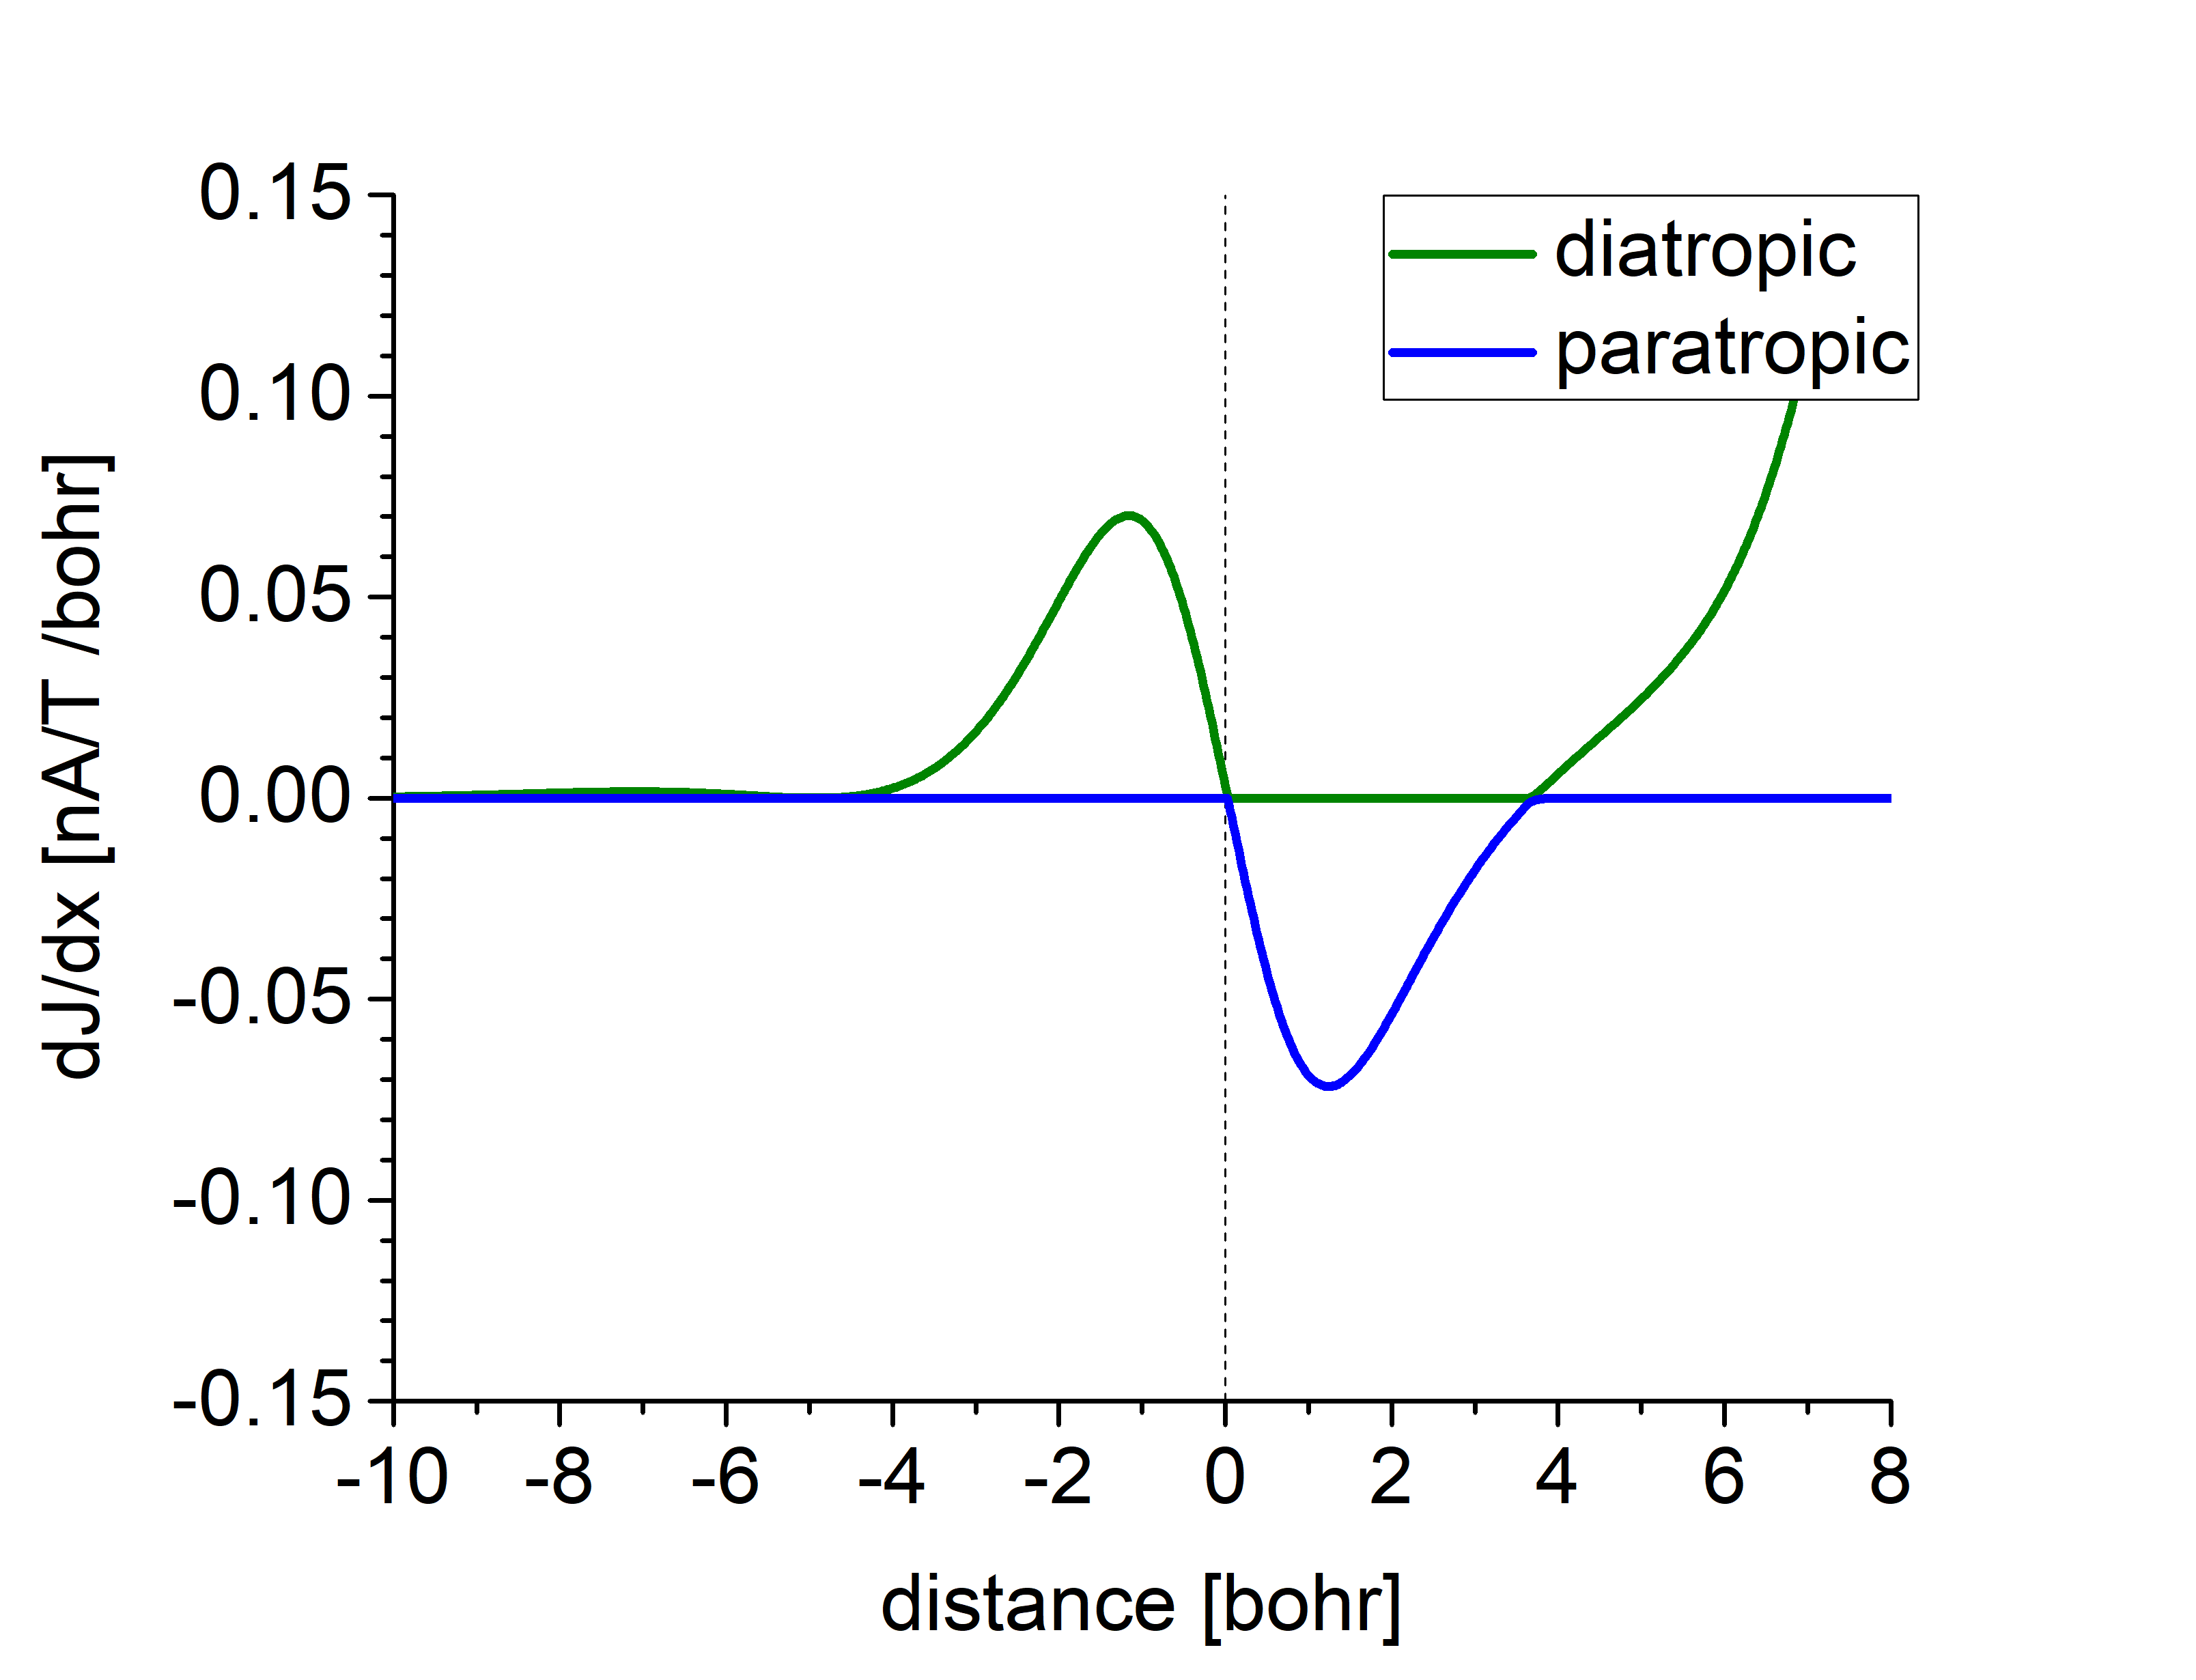 0.15
0.10
0.05
0.00
-0.05
-0.10
-0.15
dJ/dx [nA/T /bohr]
diatropic
paratropic
-10 -8 -6 -4 -2 0 2 4 6 8
distance [bohr]